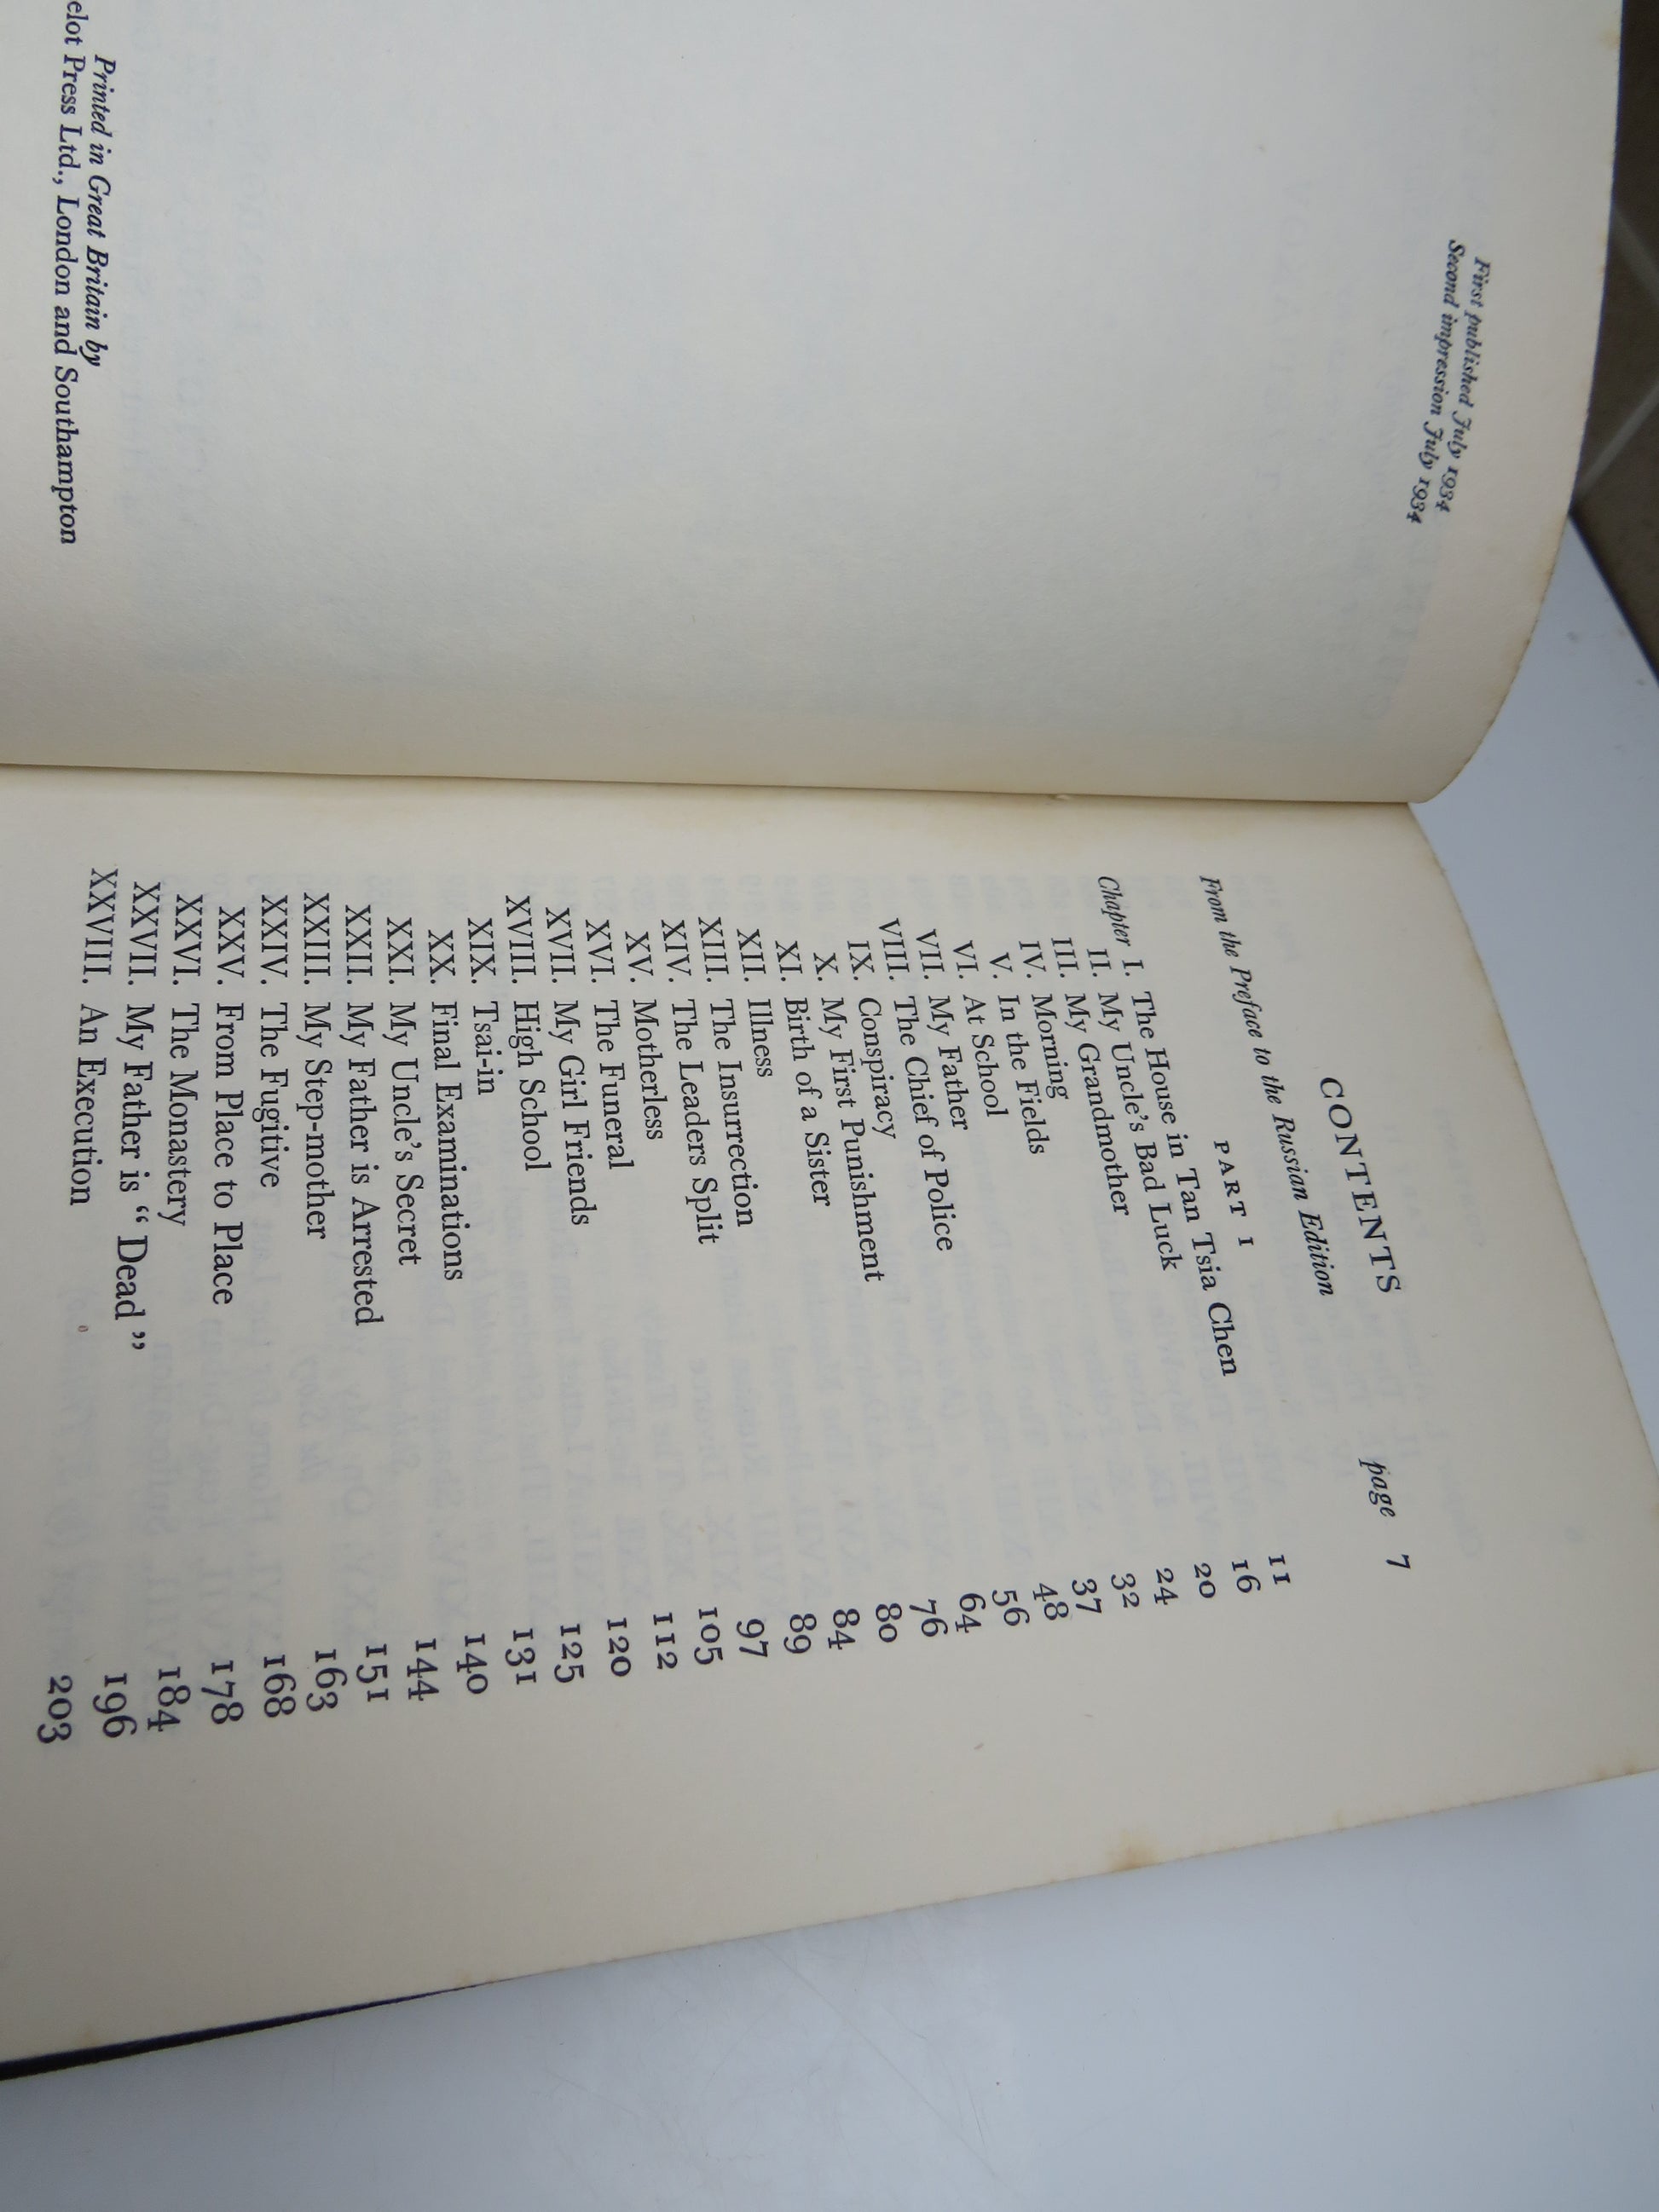 First published July 1934
Second impression July 1934
Printed in Great Britain by
elot Press Ltd., London and Southampton
CONTENTS
From the Preface to the Russian Edition page 7
PART I
Chapter I. The House in Tan Tsia Chen 11
II. My Uncle's Bad Luck 16
III. My Grandmother 20
IV. Morning 24
V. In the Fields 32
VI. At School 37
VII. My Father 48
VIII. The Chief of Police 56
IX. Conspiracy 64
X. My First Punishment 76
XI. Birth of a Sister 80
XII. Illness 84
XIII. The Insurrection 89
XIV. The Leaders Split 97
XV. Motherless 105
XVI. The Funeral 112
XVII. My Girl Friends 120
XVIII. High School 125
XIX. Tsai-in 131
XX. Final Examinations 140
XXI. My Uncle's Secret 144
XXII. My Father is Arrested 151
XXIII. My Step-mother 163
XXIV. The Fugitive 168
XXV. From Place to Place 178
XXVI. The Monastery 184
XXVII. My Father is “ Dead ” 196
XXVIII. An Execution 203